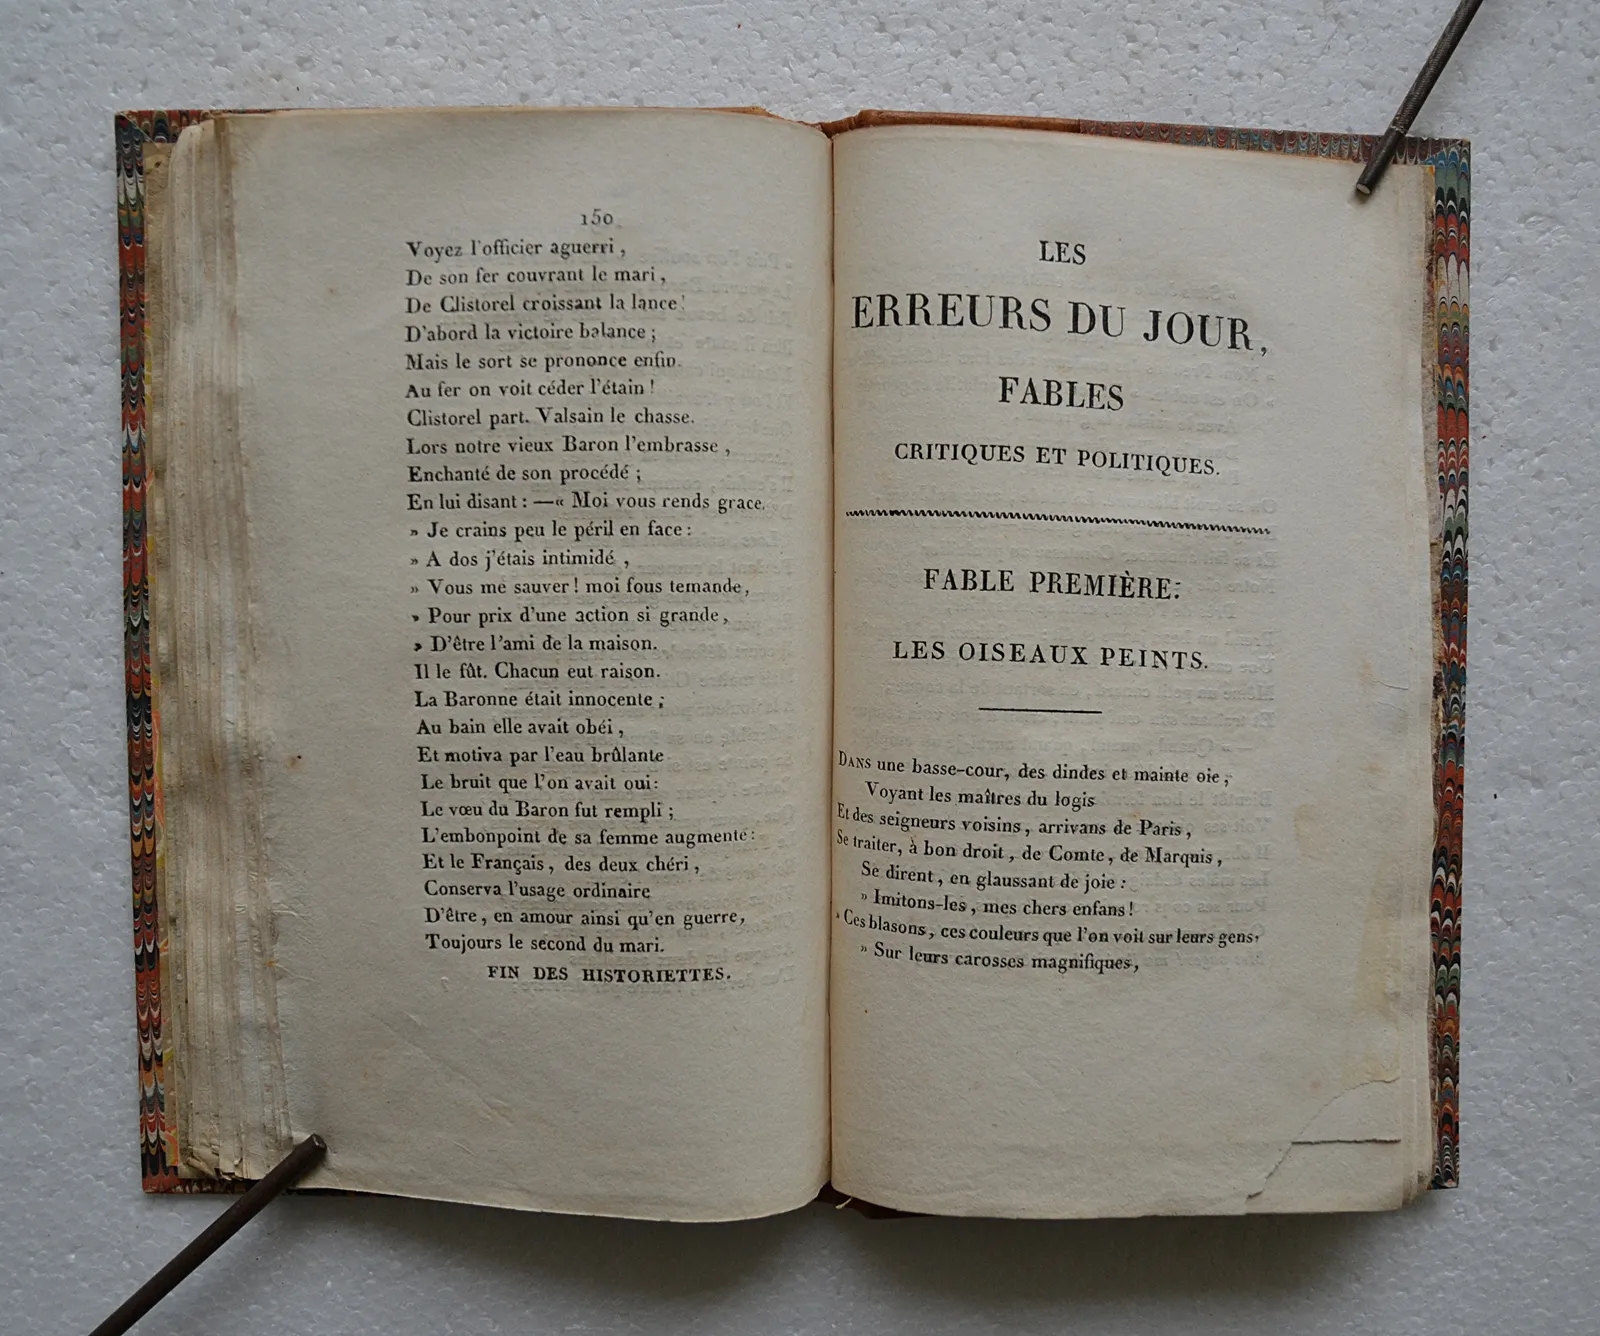 150
Voyez l'officier aguerri,
De son fer couvrant le mari,
De Clistorel croissant la lance!
D'abord la victoire balance;
Mais le sort se prononce enfin.
Au fer on voit céder l'étain!
Clistorel part. Valsain le chasse.
Lors notre vieux Baron l'embrasse,
Enchanté de son procédé;
En lui disant: —« Moi vous rends grace.
» Je crains peu le péril en face:
» A dos j'étais intimidé,
» Vous me sauver! moi fous temande,
» Pour prix d'une action si grande,
» D'être l'ami de la maison.
Il le fût. Chacun eut raison.
La Baronne était innocente;
Au bain elle avait obéi,
Et motiva par l'eau brûlante
Le bruit que l'on avait oui:
Le vœu du Baron fut rempli;
L'embonpoint de sa femme augmente:
Et le Français, des deux chéri,
Conserva l'usage ordinaire
D'être, en amour ainsi qu'en guerre,
Toujours le second du mari.
FIN DES HISTORIETTES.
LES
ERREURS DU JOUR,
FABLES
CRITIQUES ET POLITIQUES.
FABLE PREMIÈRE:
LES OISEAUX PEINTS.
DANS une basse-cour, des dindes et mainte oie,
Voyant les maîtres du logis
Et des seigneurs voisins, arrivans de Paris,
Se traiter, à bon droit, de Comte, de Marquis,
Se dirent, en glaussant de joie:
» Imitons-les, mes chers enfans!
» Ces blasons, ces couleurs que l'on voit sur leurs gens,
» Sur leurs carosses magnifiques,